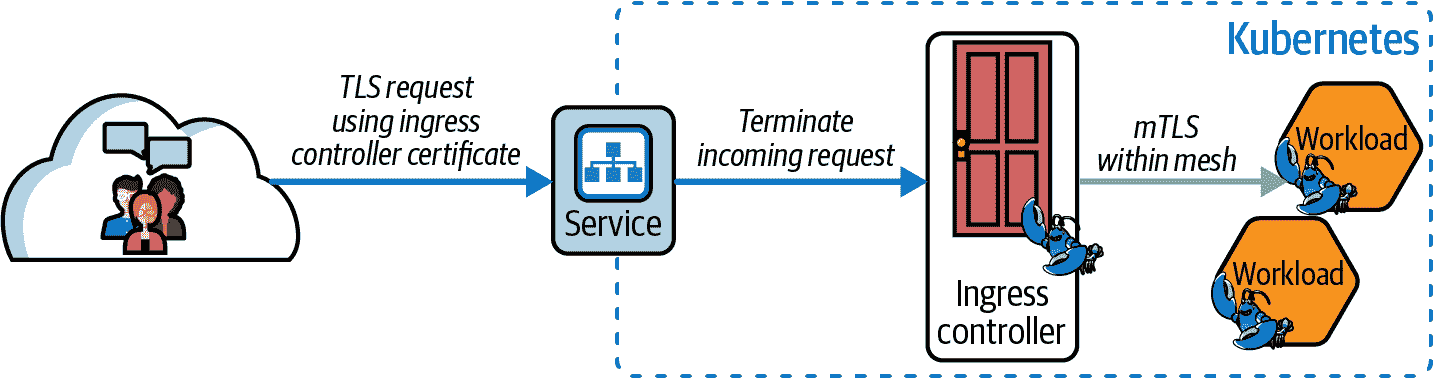 Kubernetes
TLS request
using ingress
controller certificate
Service
Terminate
incoming request
Ingress
controller
mTLS
within mesh
Workload
Workload